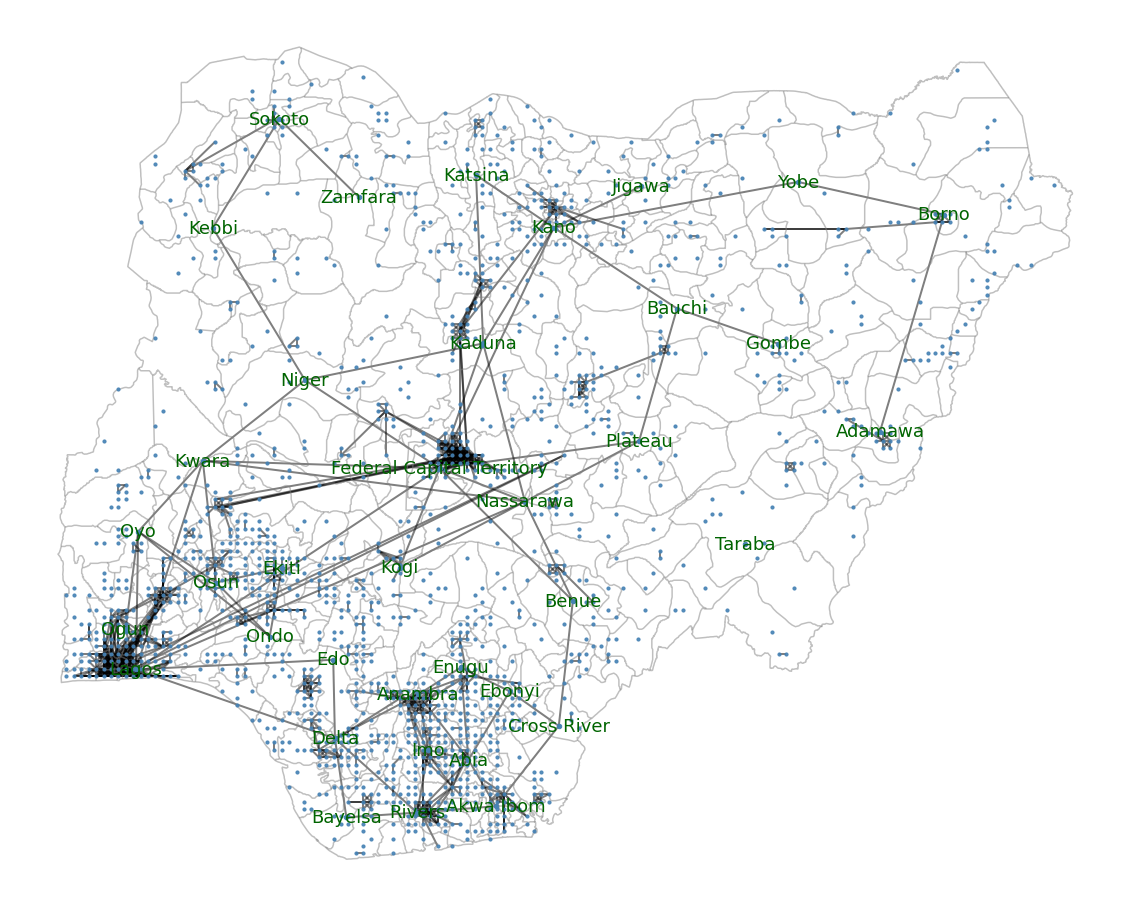 Sokoto
Katsina
Zamfara
Jigawa
Yobe
Borno
Kebbi
Kano
Bauchi
Kaduna
Gombe
Niger
Adamawa
Plateau
Kwara
Federal Capital Territory
Nassarawa
Oyo
Taraba
Ekiti
Kogi
Osun
Benue
Ogun
Ondo
Edo
Lagos
Enugu
Anambra
Ebonyi
Cross River
Delta
Imo
Abia
Akwa Ibom
Rivers
Bayelsa